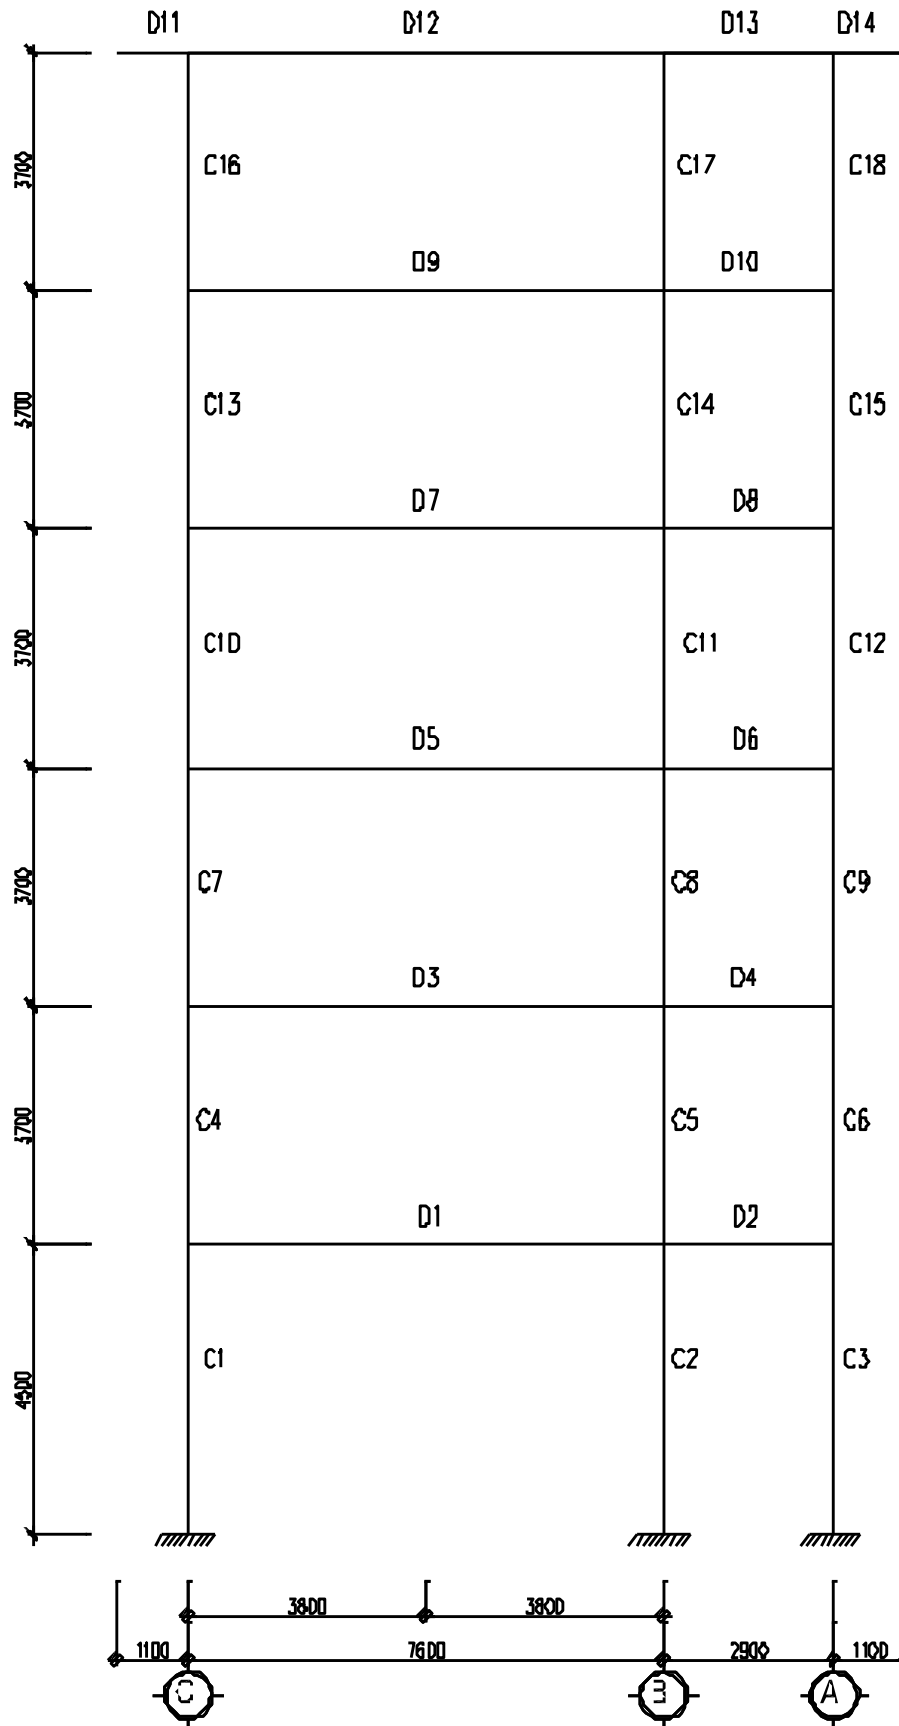 D11 D12 D13 D14
3700 C16 C17 C18
D9 D10
3700 C13 C14 C15
D7 D8
3700 C10 C11 C12
D5 D6
3700 C7 C8 C9
D3 D4
3700 C4 C5 C6
D1 D2
4500 C1 C2 C3
3800 3800
1100 7600 2900 1100
C B A